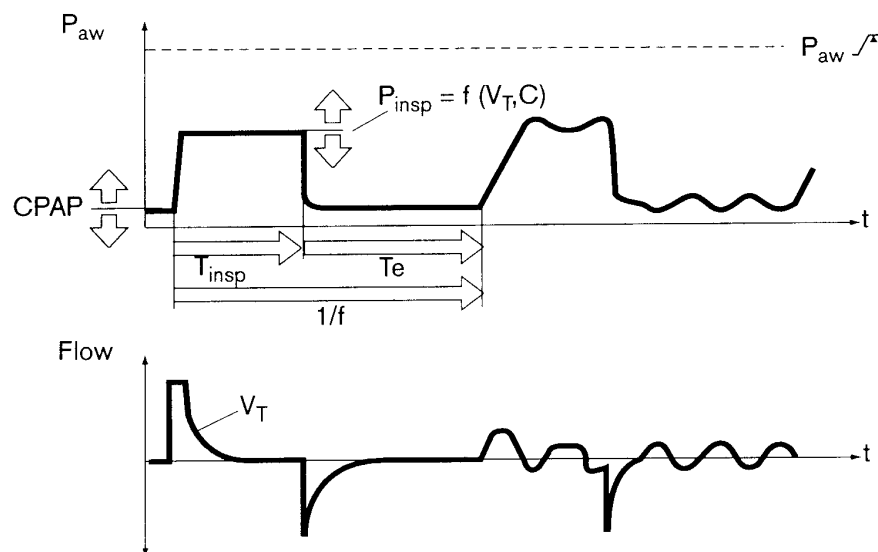 P_aw
P_aw
P_insp = f (V_T,C)
CPAP
t
T_insp
Te
1/f
Flow
V_T
t